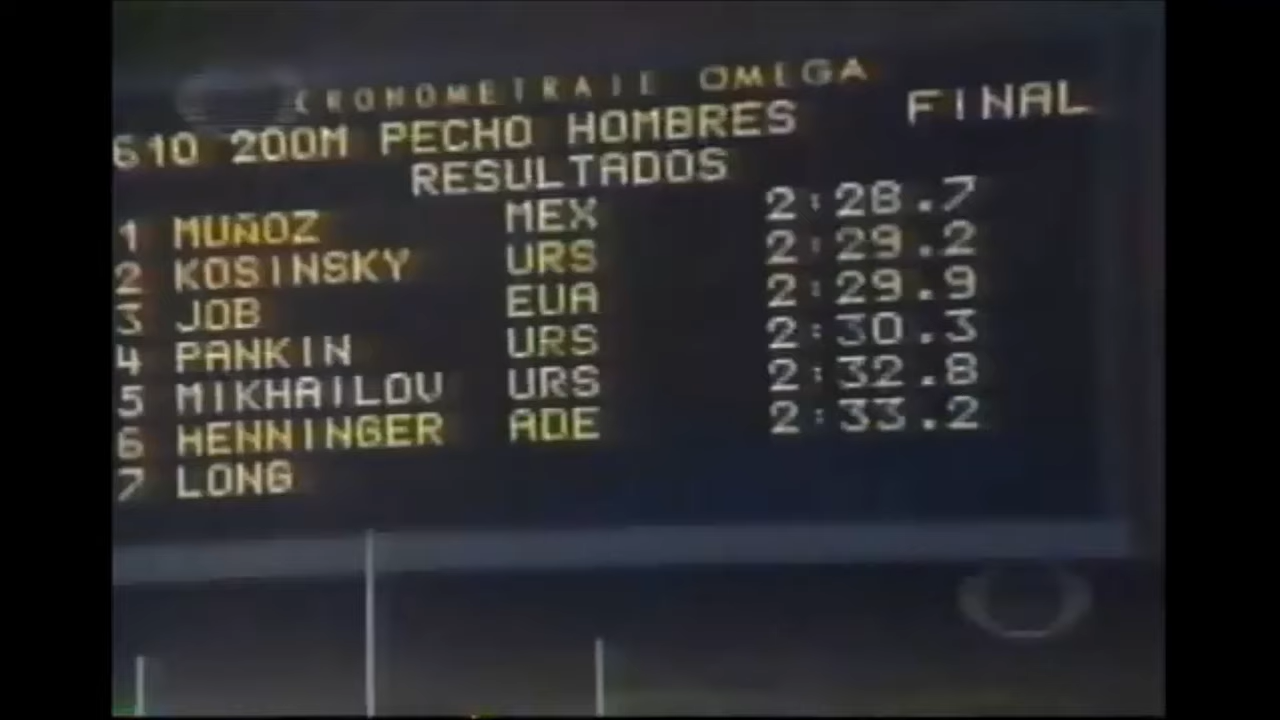 CRONOMETRAJE OMEGA
610 200M PECHO HOMBRES FINAL
RESULTADOS
1 MUÑOZ MEX 2:28.7
2 KOSINSKY URS 2:29.2
3 JOB EUA 2:29.9
4 PANKIN URS 2:30.3
5 MIKHAILOV URS 2:32.8
6 HENNINGER ADE 2:33.2
7 LONG